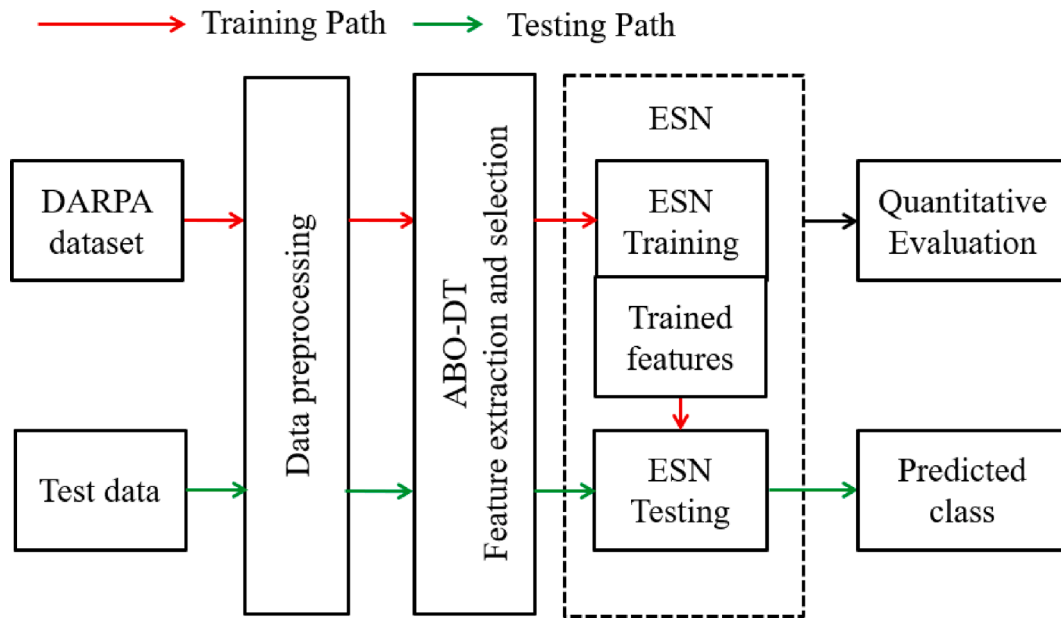 Training Path
Testing Path
DARPA
dataset
Data preprocessing
ABO-DT
Feature extraction and selection
ESN
ESN
Training
Trained
features
Quantitative
Evaluation
Test data
ESN
Testing
Predicted
class